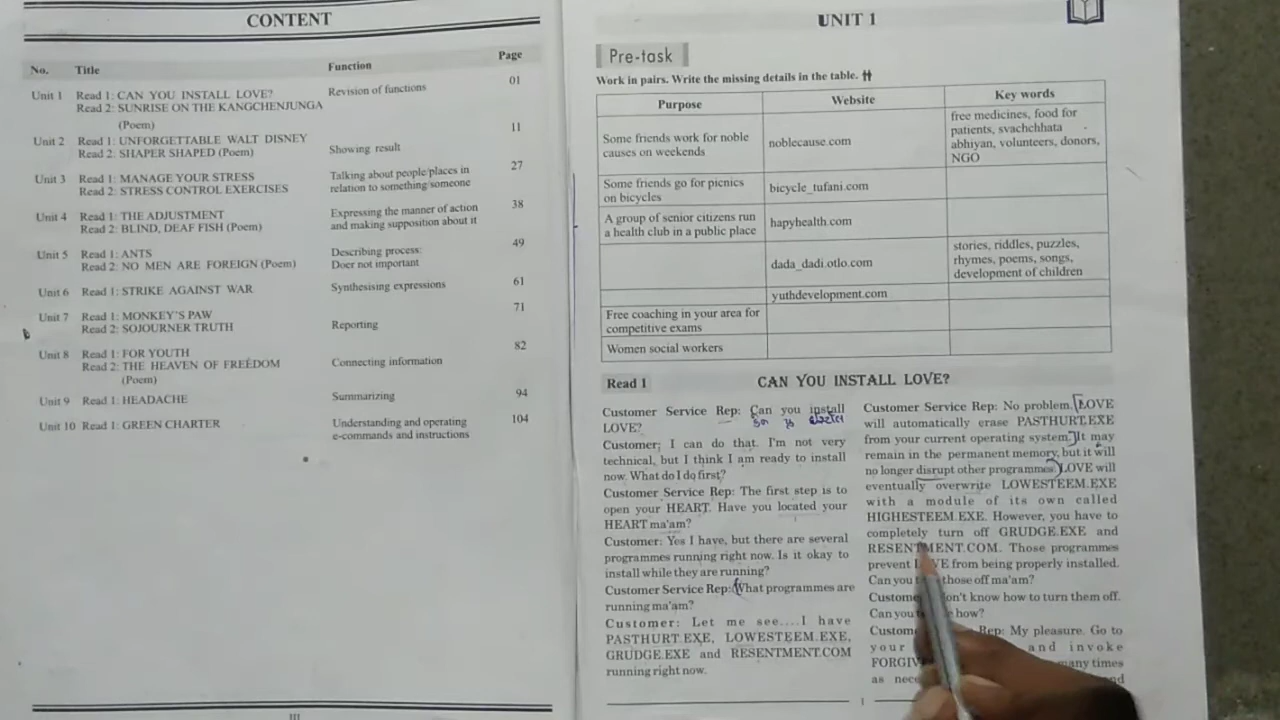 CONTENT
No. Title Function Page
Unit 1 Read 1: CAN YOU INSTALL LOVE? Revision of functions 01
Read 2: SUNRISE ON THE KANGCHENJUNGA
(Poem)
Unit 2 Read 1: UNFORGETTABLE WALT DISNEY 11
Read 2: SHAPER SHAPED (Poem) Showing result
Unit 3 Read 1: MANAGE YOUR STRESS Talking about people/places in 27
Read 2: STRESS CONTROL EXERCISES relation to something/someone
Unit 4 Read 1: THE ADJUSTMENT Expressing the manner of action 38
Read 2: BLIND, DEAF FISH (Poem) and making supposition about it
Unit 5 Read 1: ANTS Describing process: 49
Read 2: NO MEN ARE FOREIGN (Poem) Doer not important
Unit 6 Read 1: STRIKE AGAINST WAR Synthesising expressions 61
Unit 7 Read 1: MONKEY'S PAW 71
Read 2: SOJOURNER TRUTH Reporting
Unit 8 Read 1: FOR YOUTH 82
Read 2: THE HEAVEN OF FREEDOM Connecting information
(Poem)
Unit 9 Read 1: HEADACHE Summarizing 94
Unit 10 Read 1: GREEN CHARTER Understanding and operating 104
e-commands and instructions
III
UNIT 1
Pre-task
Work in pairs. Write the missing details in the table.
Purpose Website Key words
Some friends work for noble causes on weekends noblecause.com free medicines, food for patients, svachchhata abhiyan, volunteers, donors, NGO
Some friends go for picnics on bicycles bicycle_tufani.com
A group of senior citizens run a health club in a public place hapyhealth.com
dada_dadi.otlo.com stories, riddles, puzzles, rhymes, poems, songs, development of children
yuthdevelopment.com
Free coaching in your area for competitive exams
Women social workers
Read 1 CAN YOU INSTALL LOVE?
Customer Service Rep: Can you install
LOVE?
Customer: I can do that. I'm not very
technical, but I think I am ready to install
now. What do I do first?
Customer Service Rep: The first step is to
open your HEART. Have you located your
HEART ma'am?
Customer: Yes I have, but there are several
programmes running right now. Is it okay to
install while they are running?
Customer Service Rep: What programmes are
running ma'am?
Customer: Let me see....I have
PASTHURT.EXE, LOWESTEEM.EXE,
GRUDGE.EXE and RESENTMENT.COM
running right now.
Customer Service Rep: No problem. LOVE
will automatically erase PASTHURT.EXE
from your current operating system. It may
remain in the permanent memory, but it will
no longer disrupt other programmes. LOVE will
eventually overwrite LOWESTEEM.EXE
with a module of its own called
HIGHESTEEM.EXE. However, you have to
completely turn off GRUDGE.EXE and
RESENTMENT.COM. Those programmes
prevent LOVE from being properly installed.
Can you those off ma'am?
don't know how to turn them off.
Can you how?
Rep: My pleasure. Go to
your and invoke
many times
as
1